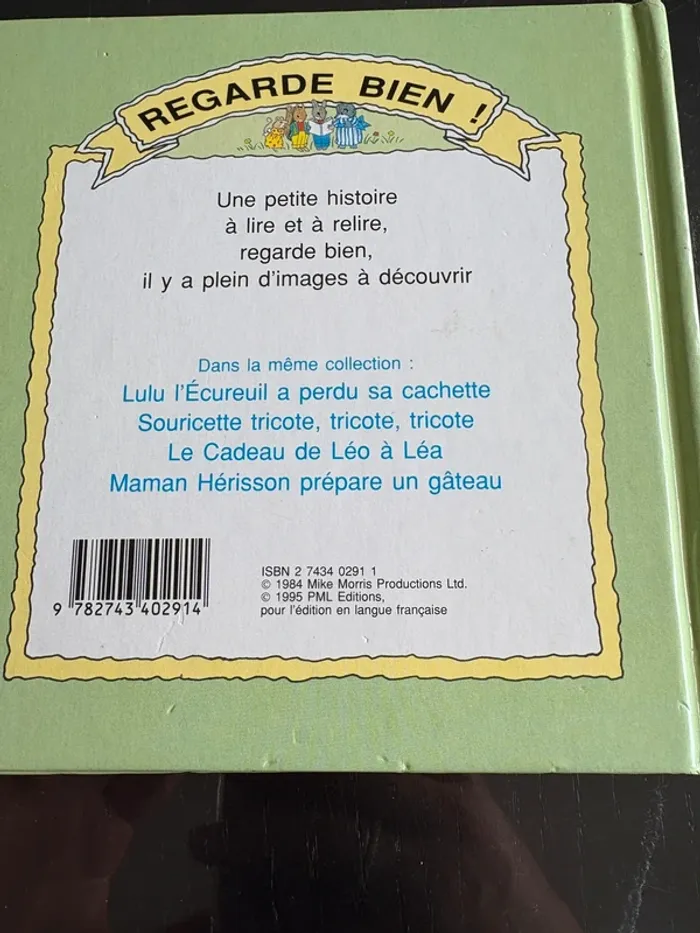 REGARDE BIEN !
Une petite histoire
à lire et à relire,
regarde bien,
il y a plein d'images à découvrir
Dans la même collection :
Lulu l'Écureuil a perdu sa cachette
Souricette tricote, tricote, tricote
Le Cadeau de Léo à Léa
Maman Hérisson prépare un gâteau
ISBN 2 7434 0291 1
© 1984 Mike Morris Productions Ltd.
© 1995 PML Editions,
pour l'édition en langue française
9 782743 402914